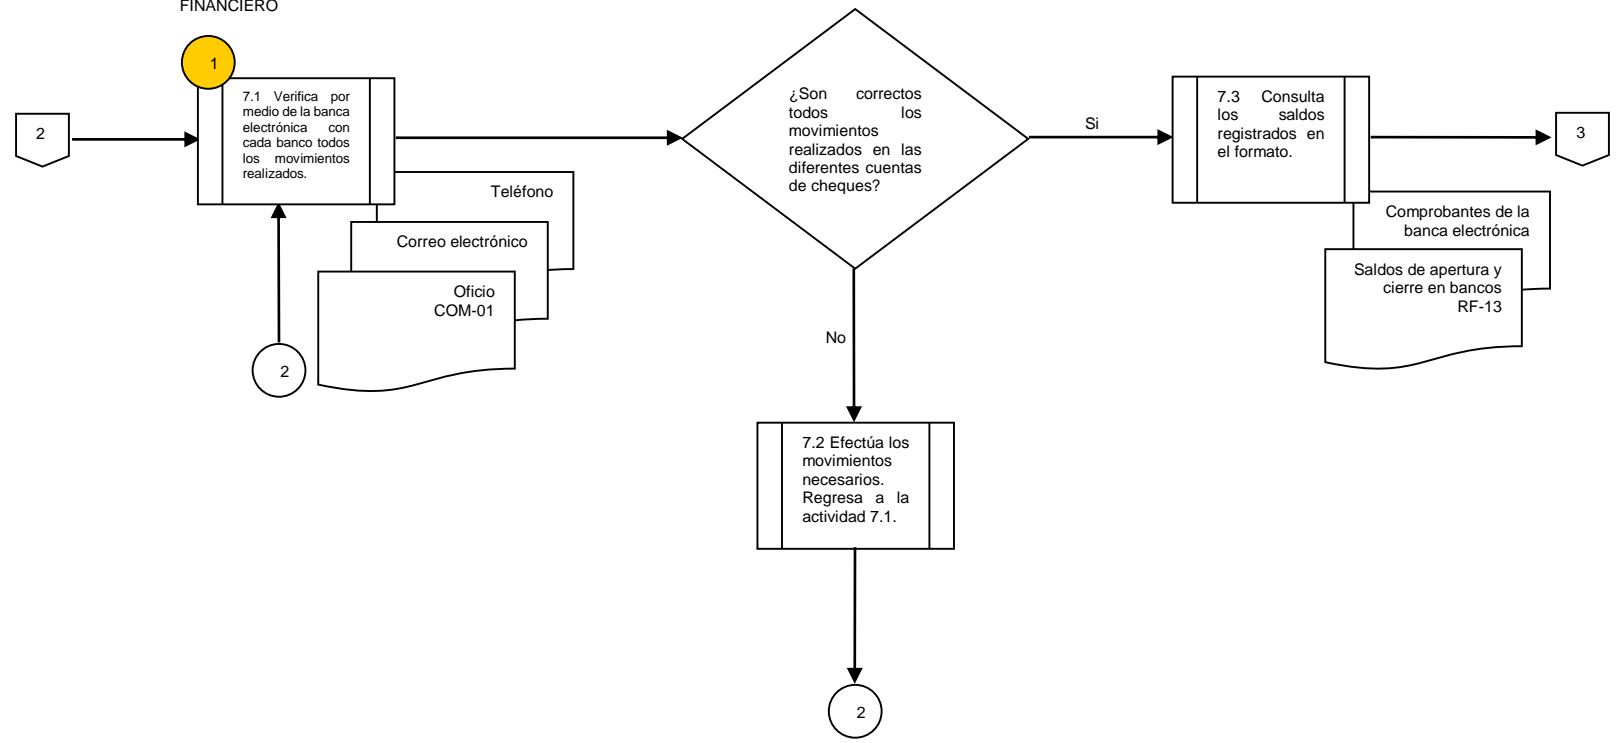 FINANCIERO
1
2
7.1 Verifica por
medio de la banca
electrónica con
cada banco todos
los movimientos
realizados.
Teléfono
Correo electrónico
Oficio
COM-01
2
¿Son correctos
todos los
movimientos
realizados en las
diferentes cuentas
de cheques?
Si
No
7.2 Efectúa los
movimientos
necesarios.
Regresa a la
actividad 7.1.
2
7.3 Consulta
los saldos
registrados en
el formato.
3
Comprobantes de la
banca electrónica
Saldos de apertura y
cierre en bancos
RF-13